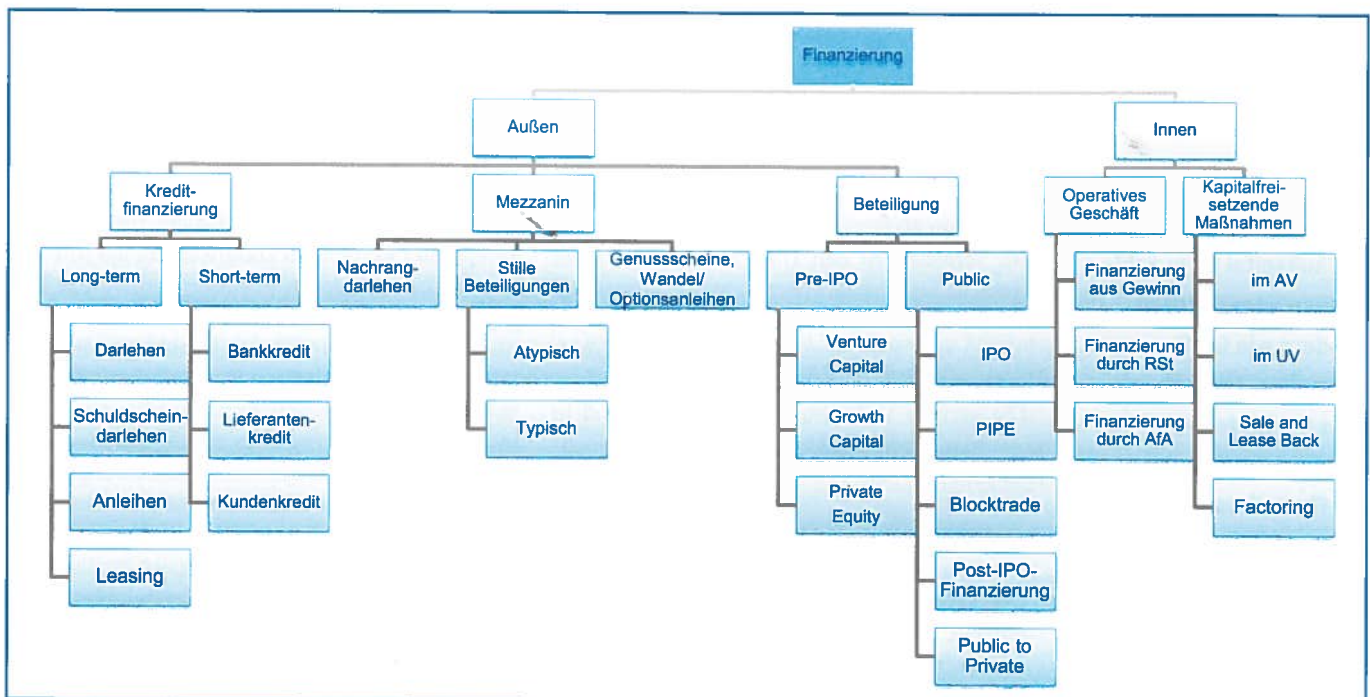 Finanzierung
Außen
Innen
Kredit-
finanzierung
Mezzanin
Beteiligung
Operatives
Geschäft
Kapitalfrei-
setzende
Maßnahmen
Long-term
Short-term
Nachrang-
darlehen
Stille
Beteiligungen
Genussscheine,
Wandel/
Optionsanleihen
Pre-IPO
Public
Finanzierung
aus Gewinn
im AV
Darlehen
Bankkredit
Atypisch
Venture
Capital
IPO
Finanzierung
durch RSt
im UV
Schuldschein-
darlehen
Lieferanten-
kredit
Typisch
Growth
Capital
PIPE
Finanzierung
durch AfA
Sale and
Lease Back
Anleihen
Kundenkredit
Private
Equity
Blocktrade
Factoring
Leasing
Post-IPO-
Finanzierung
Public to
Private